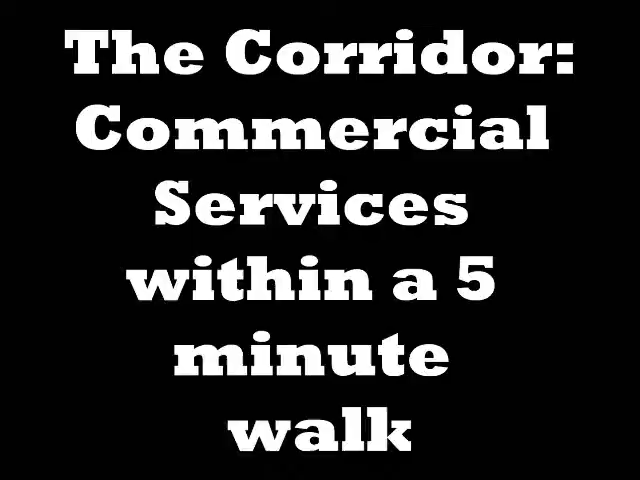 The Corridor:
Commercial
Services
within a 5
minute
walk